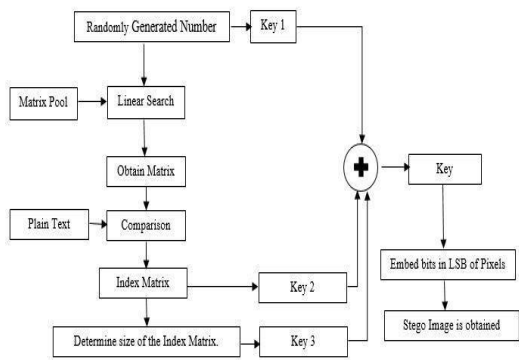 Randomly Generated Number
Key 1
Matrix Pool
Linear Search
Obtain Matrix
Key
Plain Text
Comparison
Embed bits in LSB of Pixels
Index Matrix
Key 2
Stego Image is obtained
Determine size of the Index Matrix.
Key 3